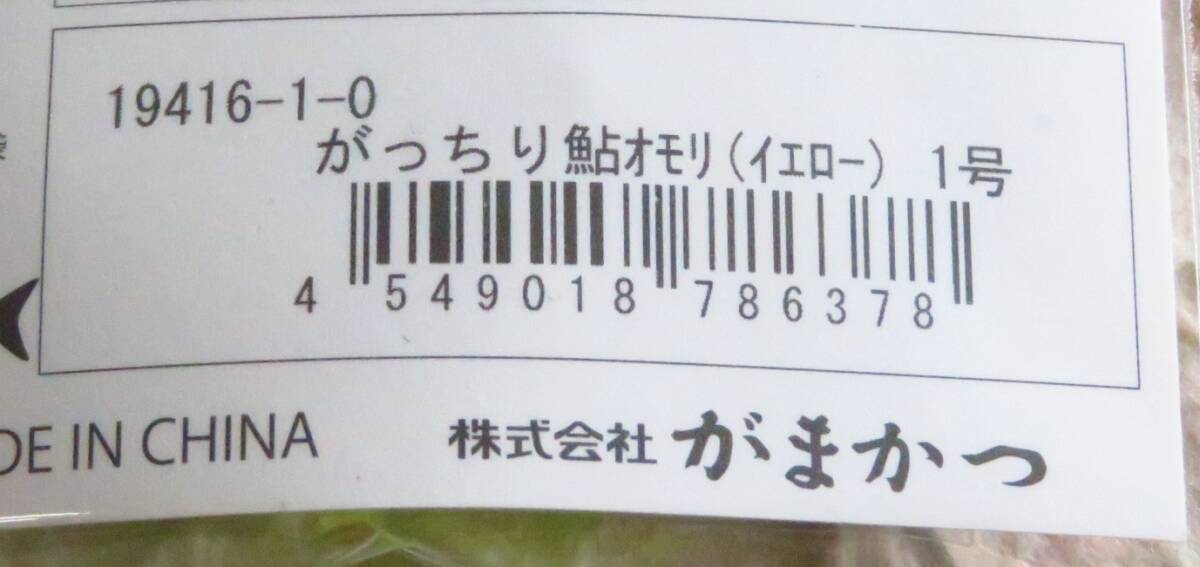 19416-1-0
がっちり鮎オモリ(イエロー) 1号
4 549018 786378
DE IN CHINA
株式会社 がまかつ